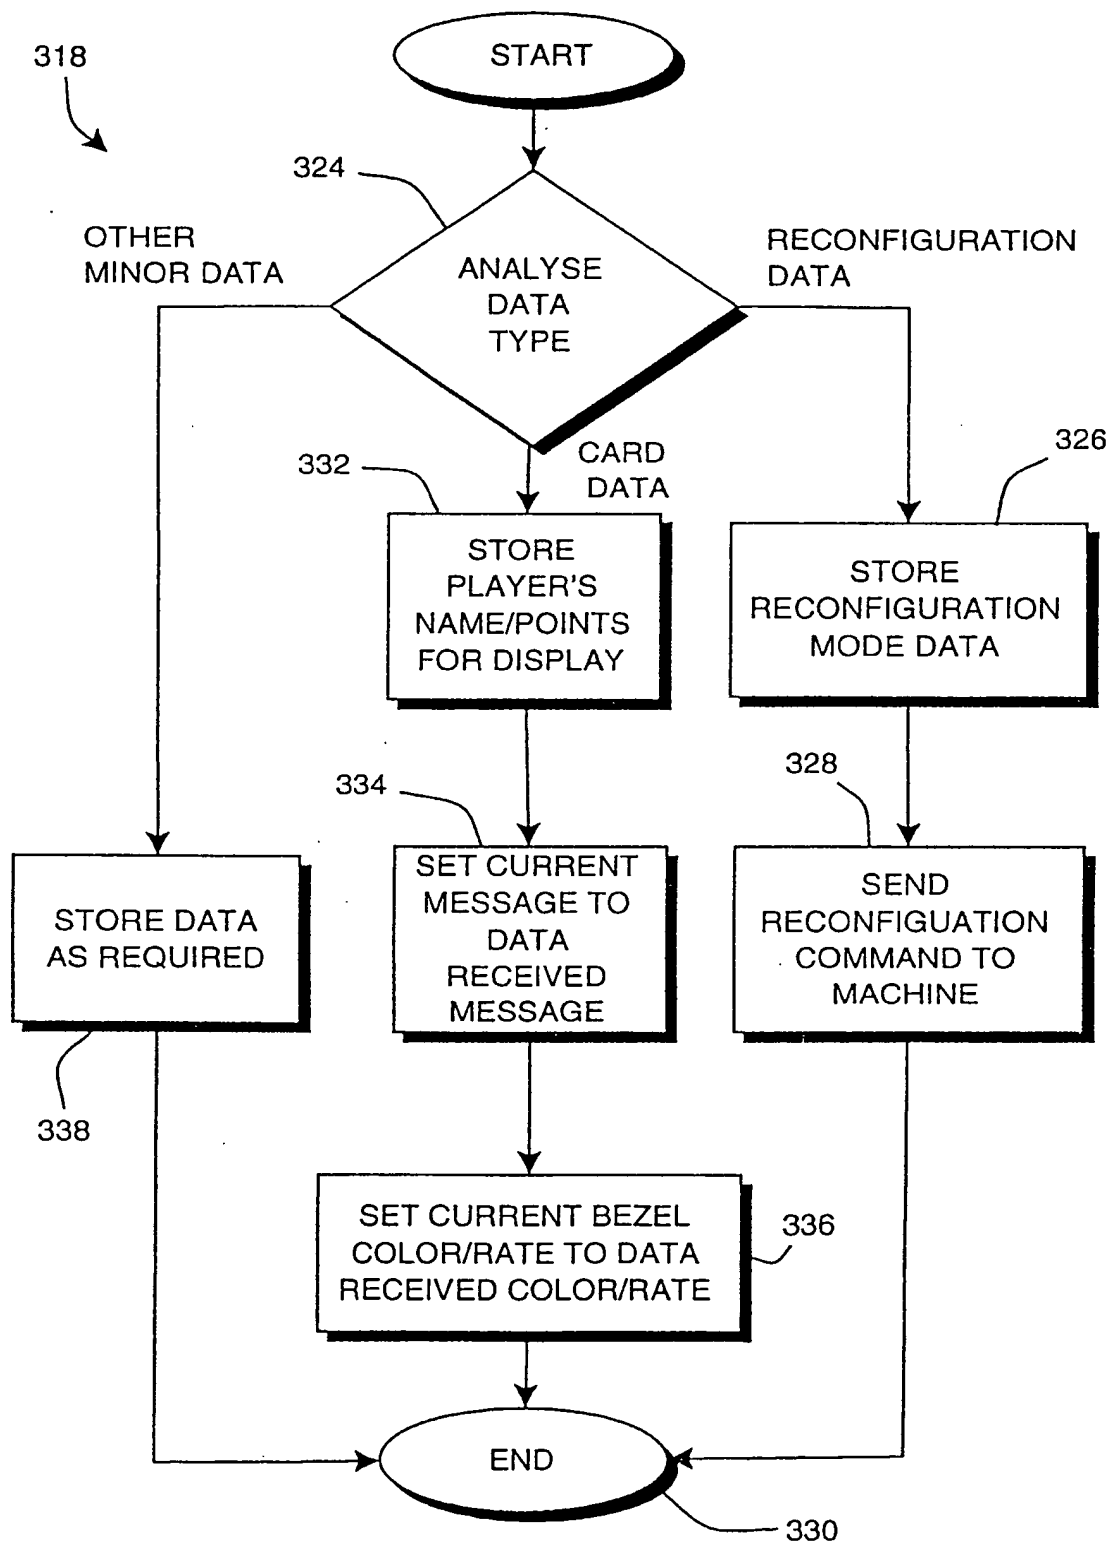 318
START
324
OTHER
MINOR DATA
ANALYSE
DATA
TYPE
RECONFIGURATION
DATA
CARD
DATA
332
326
STORE
PLAYER'S
NAME/POINTS
FOR DISPLAY
STORE
RECONFIGURATION
MODE DATA
334
328
STORE DATA
AS REQUIRED
SET CURRENT
MESSAGE TO
DATA
RECEIVED
MESSAGE
SEND
RECONFIGUATION
COMMAND TO
MACHINE
338
SET CURRENT BEZEL
COLOR/RATE TO DATA
RECEIVED COLOR/RATE
336
END
330